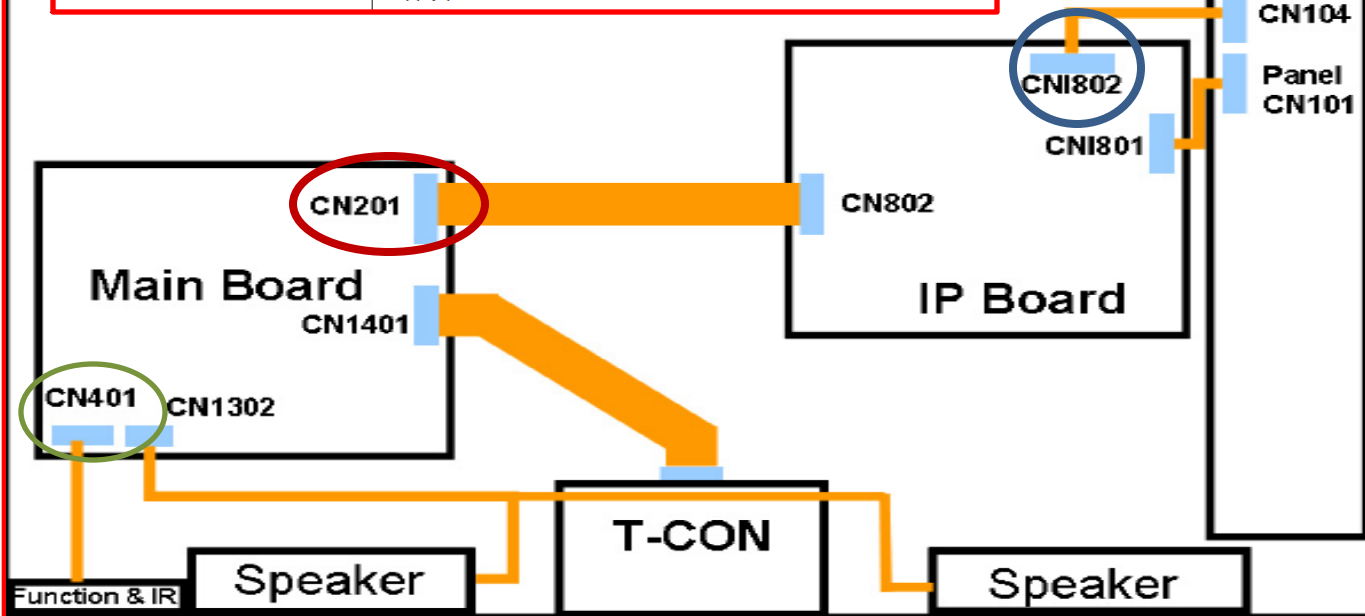 CN104
CNI802
Panel
CN101
CNI801
CN201
CN802
Main Board
IP Board
CN1401
CN401
CN1302
T-CON
Speaker
Speaker
Function & IR